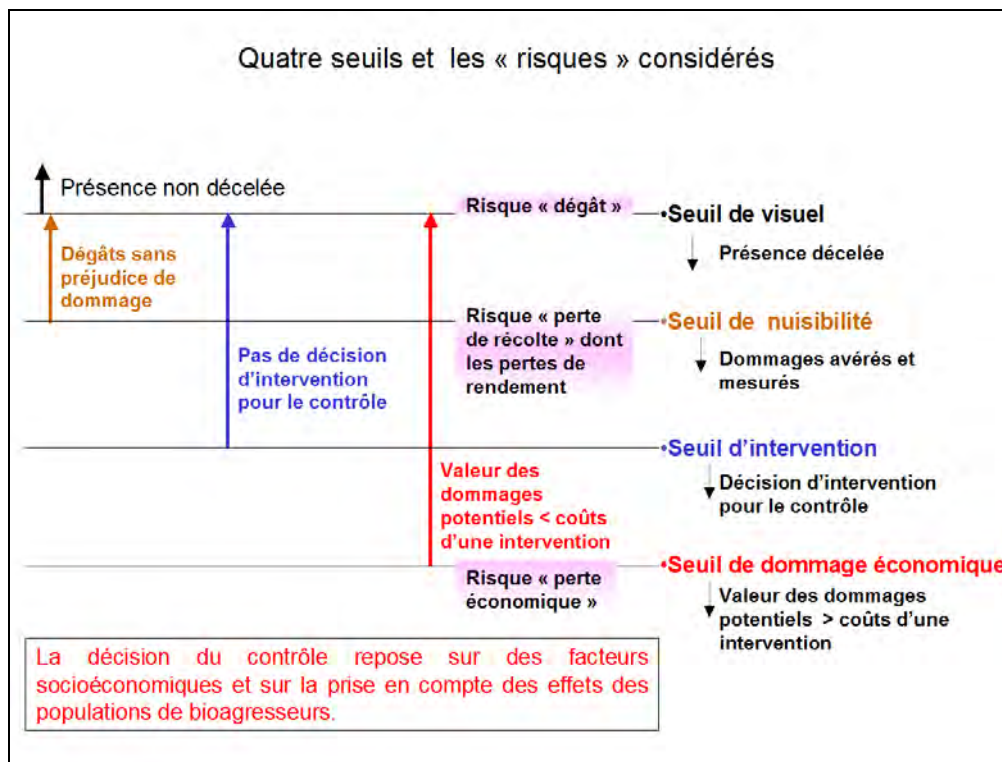 Quatre seuils et les « risques » considérés
Présence non décelée
Risque « dégât »
•Seuil de visuel
Présence décelée
Dégâts sans
préjudice de
dommage
Risque « perte
de récolte » dont
les pertes de
rendement
•Seuil de nuisibilité
Dommages avérés et
mesurés
Pas de décision
d'intervention
pour le contrôle
•Seuil d'intervention
Décision d'intervention
pour le contrôle
Valeur des
dommages
potentiels < coûts
d'une intervention
Risque « perte
économique »
•Seuil de dommage économique
Valeur des dommages
potentiels > coûts d'une
intervention
La décision du contrôle repose sur des facteurs
socioéconomiques et sur la prise en compte des effets des
populations de bioagresseurs.